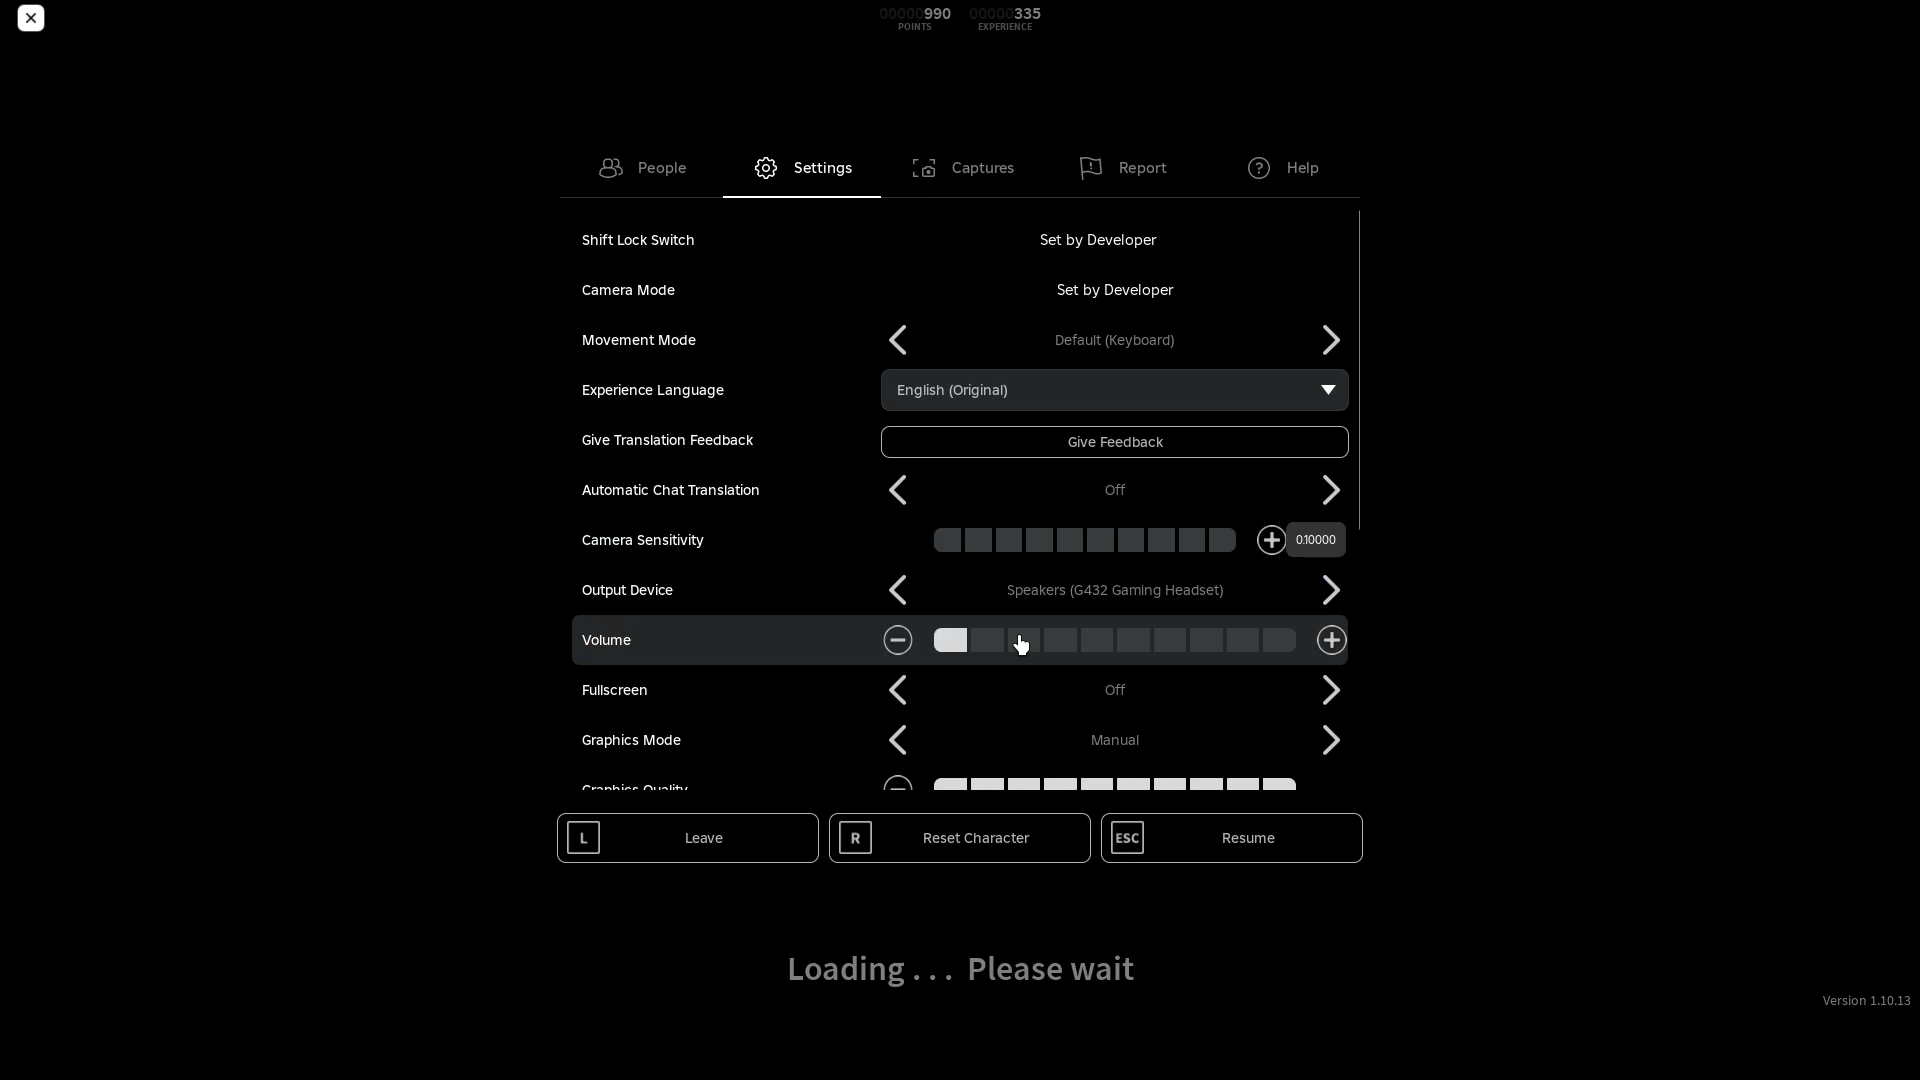 00000990 00000335
POINTS EXPERIENCE
People Settings Captures Report Help
Shift Lock Switch Set by Developer
Camera Mode Set by Developer
Movement Mode Default (Keyboard)
Experience Language English (Original)
Give Translation Feedback Give Feedback
Automatic Chat Translation Off
Camera Sensitivity 0.10000
Output Device Speakers (G432 Gaming Headset)
Volume
Fullscreen Off
Graphics Mode Manual
Graphics Quality
L Leave R Reset Character ESC Resume
Loading . . . Please wait
Version 1.10.13